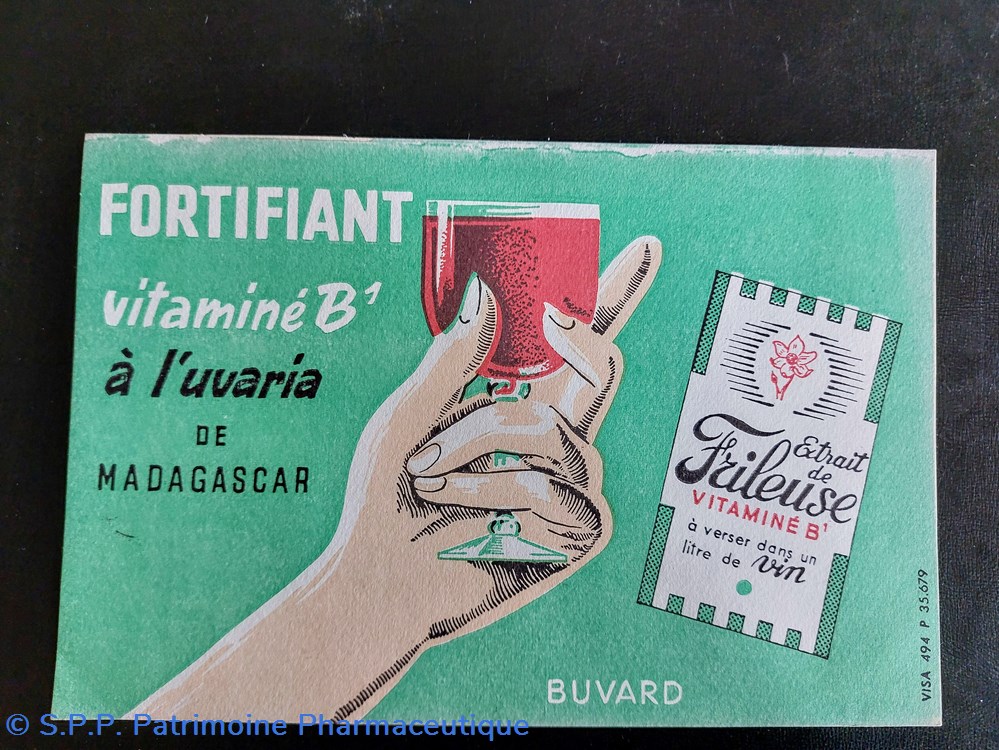 FORTIFIANT
vitaminé B1
à l'uvaria
DE
MADAGASCAR
Extrait
de
Frileuse
VITAMINÉ B1
à verser dans un
litre de vin
BUVARD
VISA 494 P 35.679
© S.P.P. Patrimoine Pharmaceutique